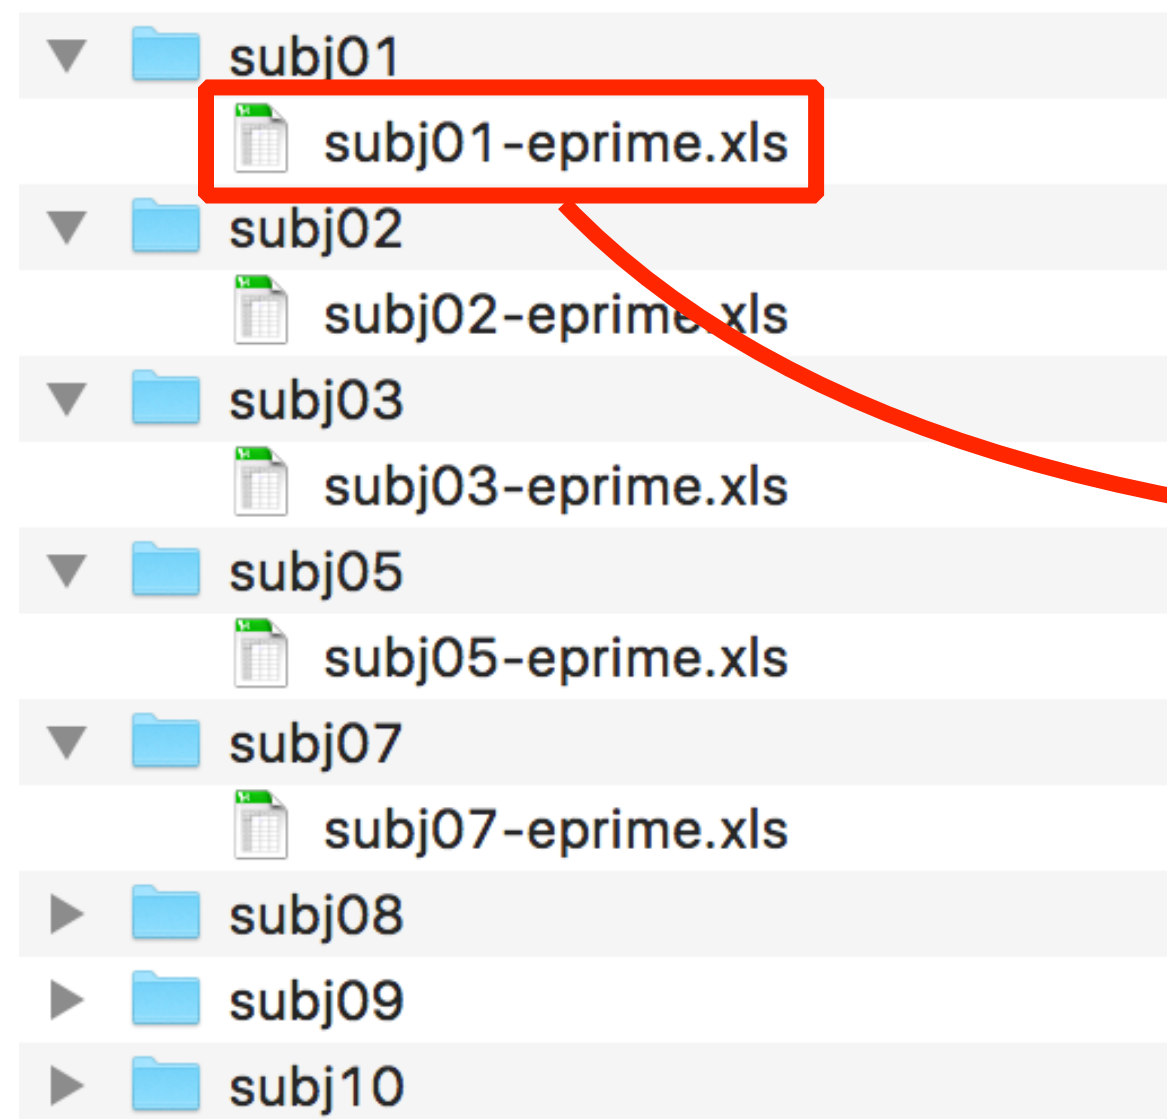 subj01
subj01-eprime.xls
subj02
subj02-eprime.xls
subj03
subj03-eprime.xls
subj05
subj05-eprime.xls
subj07
subj07-eprime.xls
subj08
subj09
subj10